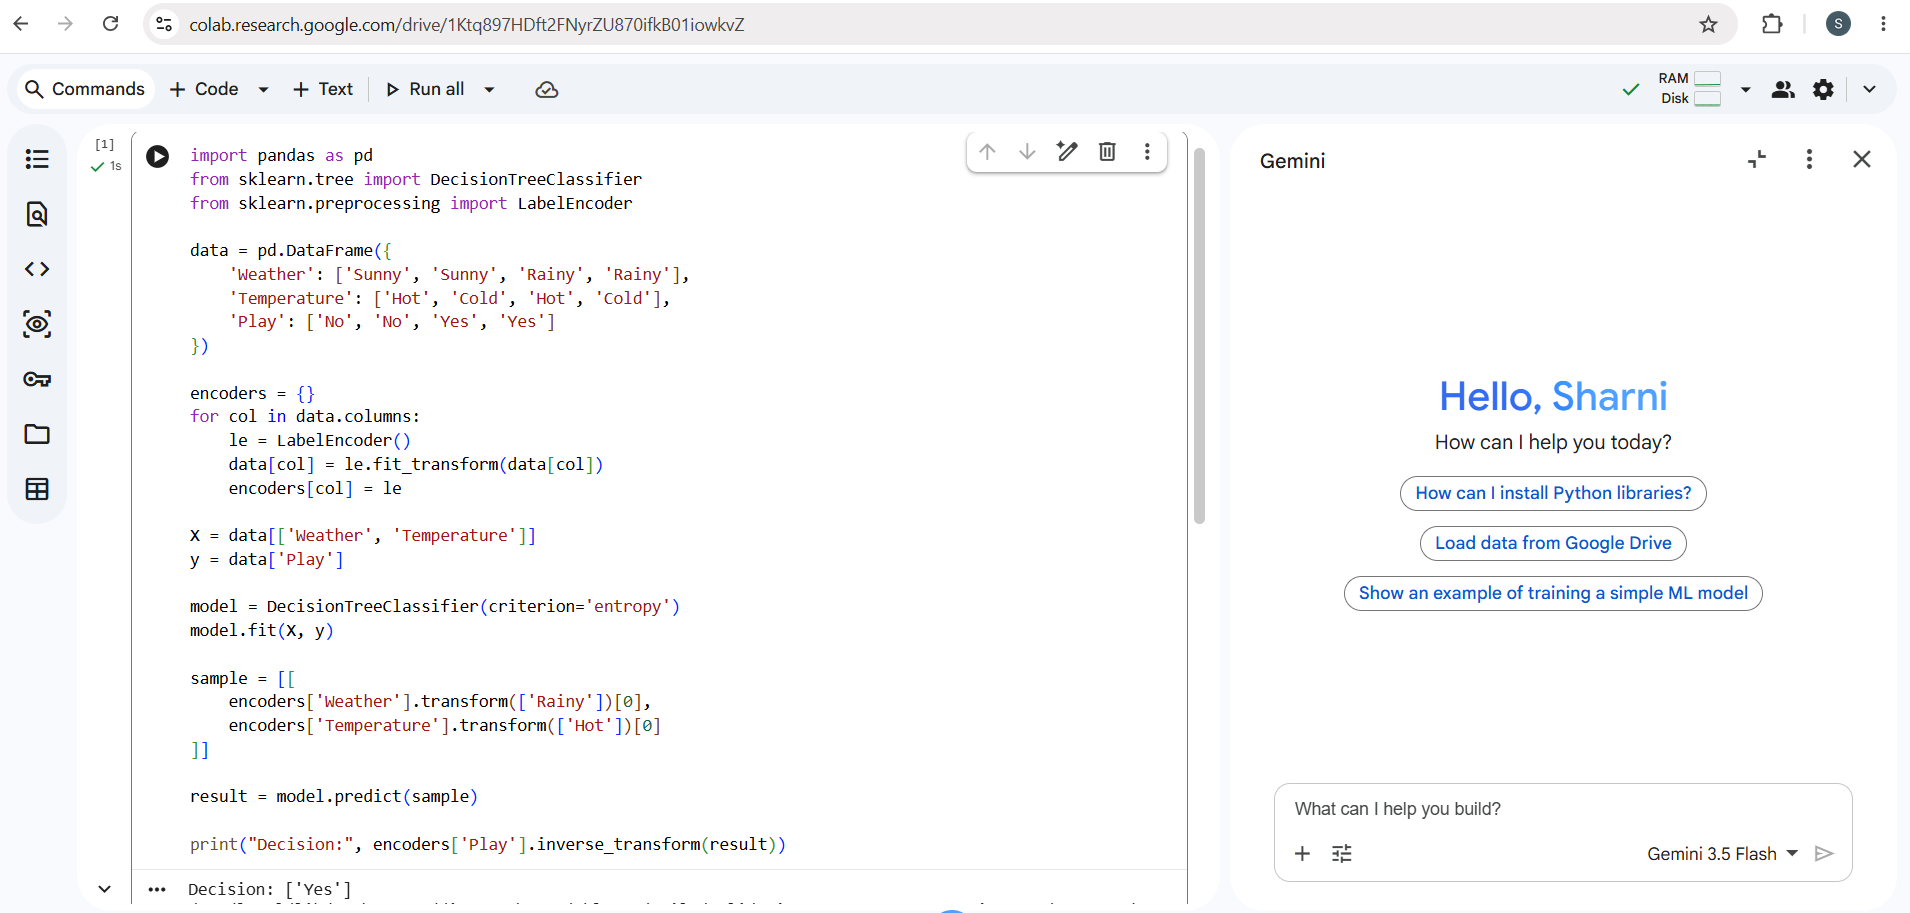 colab.research.google.com/drive/1Ktq897HDft2FNyrZU870ifkB01iowkvZ
S
Commands
+ Code
+ Text
Run all
RAM
Disk
[1]
1s
import pandas as pd
from sklearn.tree import DecisionTreeClassifier
from sklearn.preprocessing import LabelEncoder
data = pd.DataFrame({
    'Weather': ['Sunny', 'Sunny', 'Rainy', 'Rainy'],
    'Temperature': ['Hot', 'Cold', 'Hot', 'Cold'],
    'Play': ['No', 'No', 'Yes', 'Yes']
})
encoders = {}
for col in data.columns:
    le = LabelEncoder()
    data[col] = le.fit_transform(data[col])
    encoders[col] = le
X = data[['Weather', 'Temperature']]
y = data['Play']
model = DecisionTreeClassifier(criterion='entropy')
model.fit(X, y)
sample = [[
    encoders['Weather'].transform(['Rainy'])[0],
    encoders['Temperature'].transform(['Hot'])[0]
]]
result = model.predict(sample)
print("Decision:", encoders['Play'].inverse_transform(result))
Decision: ['Yes']
Gemini
Hello, Sharni
How can I help you today?
How can I install Python libraries?
Load data from Google Drive
Show an example of training a simple ML model
What can I help you build?
Gemini 3.5 Flash